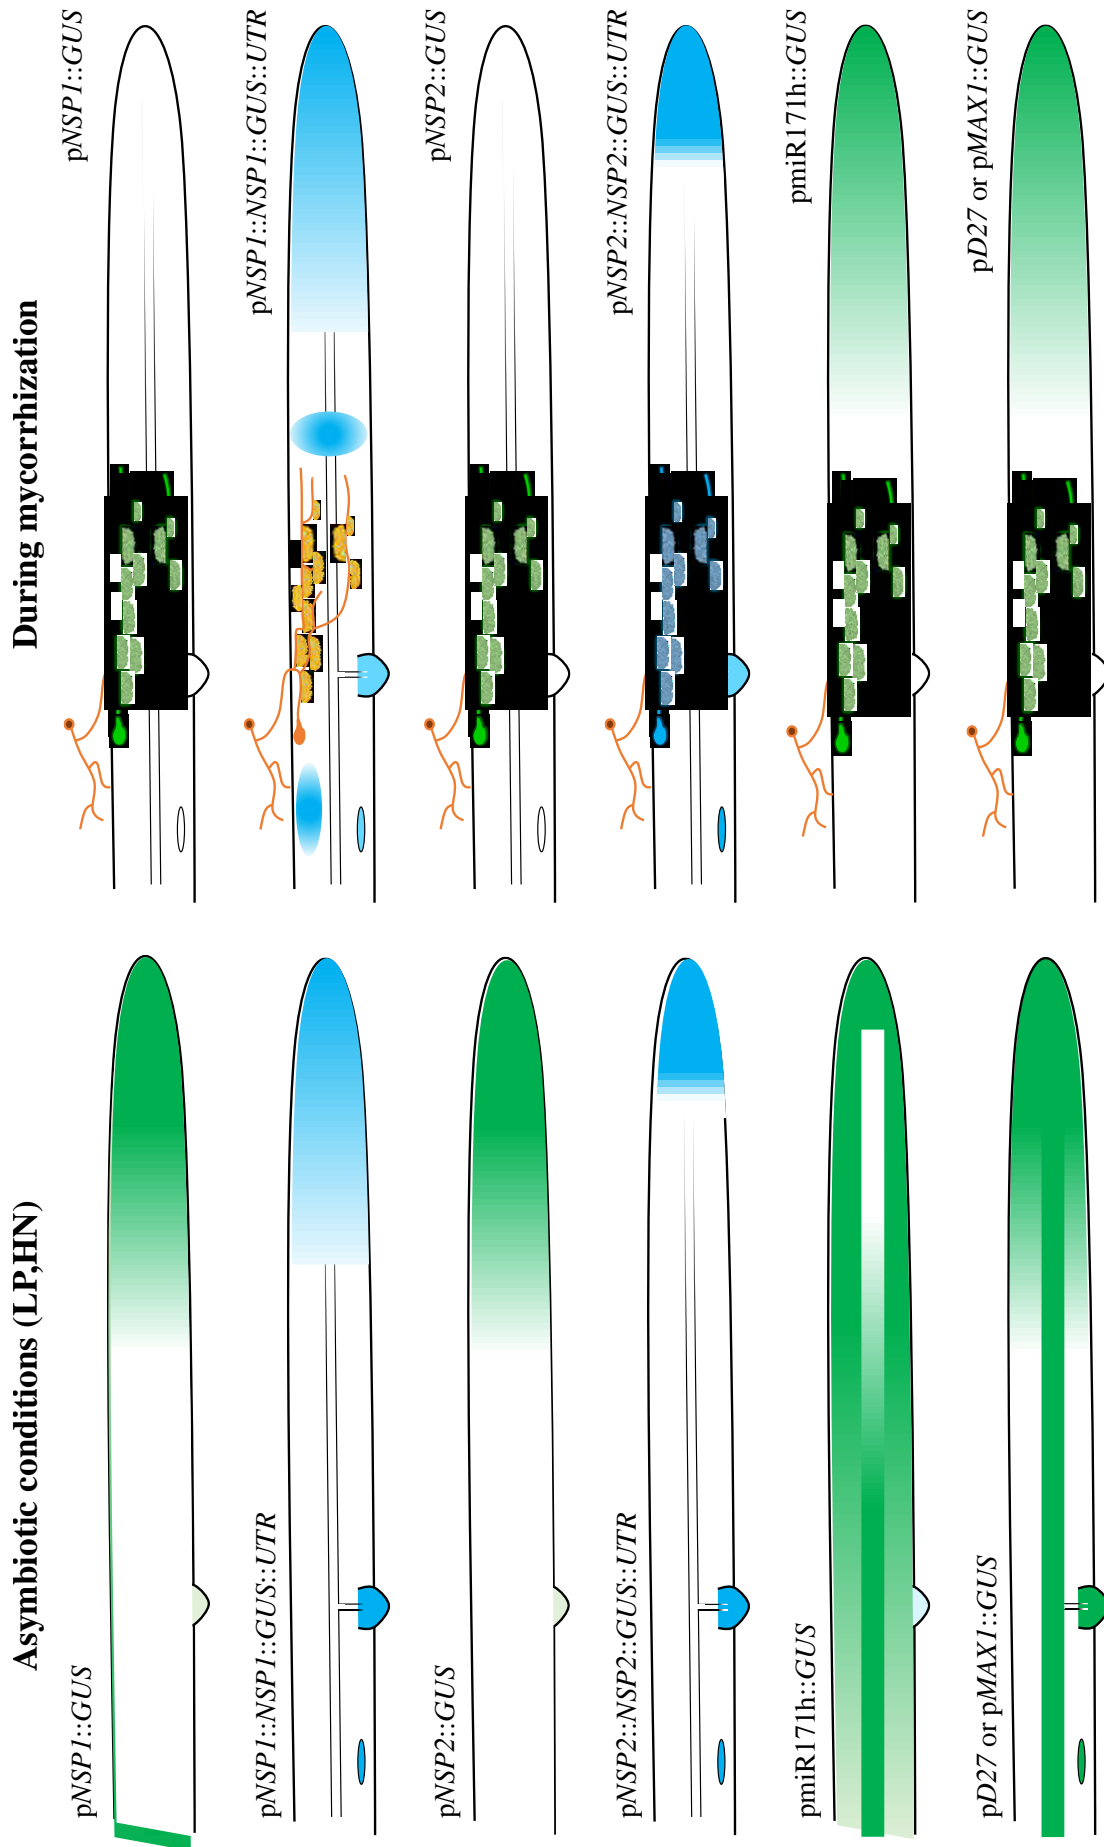 Asymbiotic conditions (LP,HN)
During mycorrhization
pNSP1::GUS
pNSP1::GUS
pNSP1::NSP1::GUS::UTR
pNSP1::NSP1::GUS::UTR
pNSP2::GUS
pNSP2::GUS
pNSP2::NSP2::GUS::UTR
pNSP2::NSP2::GUS::UTR
pmiR171h::GUS
pmiR171h::GUS
pD27 or pMAX1::GUS
pD27 or pMAX1::GUS